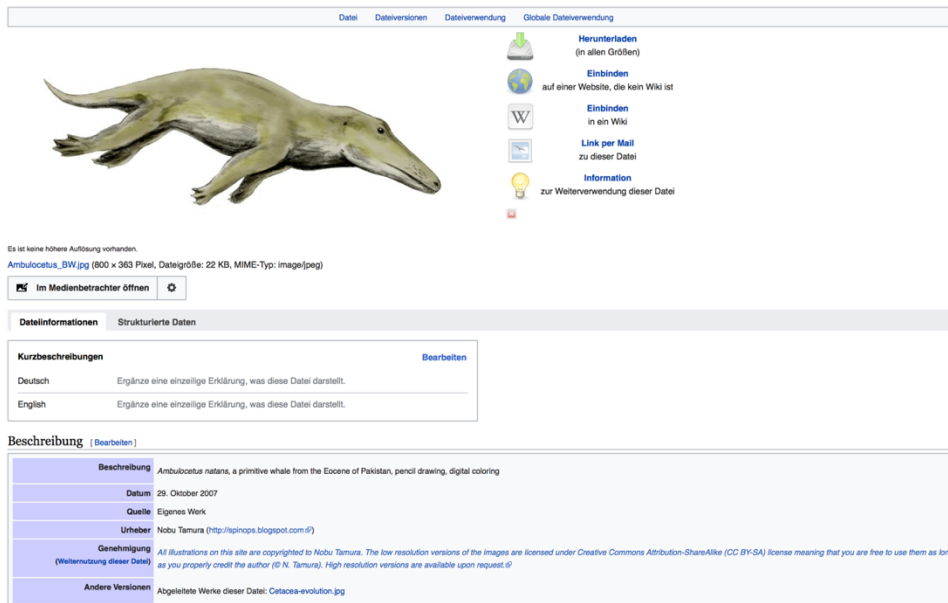 Datei Dateiversionen Dateiverwendung Globale Dateiverwendung
Herunterladen
(in allen Größen)
Einbinden
auf einer Website, die kein Wiki ist
W
Einbinden
in ein Wiki
Link per Mail
zu dieser Datei
Information
zur Weiterverwendung dieser Datei
Es ist keine höhere Auflösung vorhanden.
Ambulocetus_BW.jpg (800 × 363 Pixel, Dateigröße: 22 KB, MIME-Typ: image/jpeg)
Im Medienbetrachter öffnen
Dateiinformationen Strukturierte Daten
Kurzbeschreibungen Bearbeiten
Deutsch Ergänze eine einzeilige Erklärung, was diese Datei darstellt.
English Ergänze eine einzeilige Erklärung, was diese Datei darstellt.
Beschreibung [ Bearbeiten ]
Beschreibung Ambulocetus natans, a primitive whale from the Eocene of Pakistan, pencil drawing, digital coloring
Datum 29. Oktober 2007
Quelle Eigenes Werk
Urheber Nobu Tamura (http://spinops.blogspot.com)
Genehmigung All illustrations on this site are copyrighted to Nobu Tamura. The low resolution versions of the images are licensed under Creative Commons Attribution-ShareAlike (CC BY-SA) license meaning that you are free to use them as lon
(Weiternutzung dieser Datei) as you properly credit the author (© N. Tamura). High resolution versions are available upon request.
Andere Versionen Abgeleitete Werke dieser Datei: Cetacea-evolution.jpg